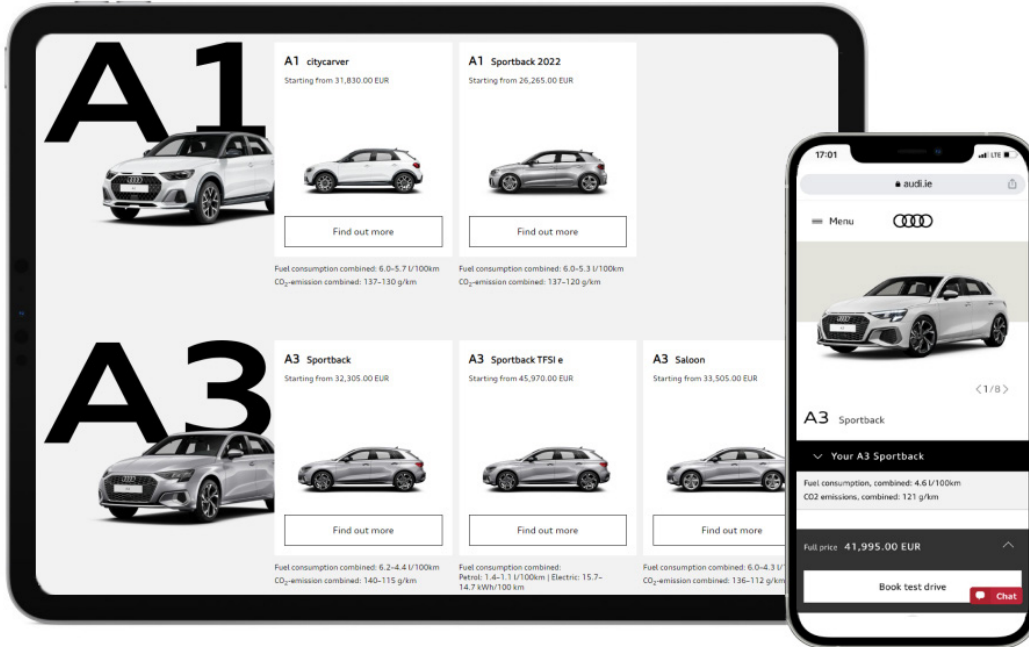 A1
A1 citycarver
Starting from 31,830.00 EUR
Find out more
Fuel consumption combined: 6.0–5.7 l/100km
CO₂-emission combined: 137–130 g/km
A1 Sportback 2022
Starting from 26,265.00 EUR
Find out more
Fuel consumption combined: 6.0–5.3 l/100km
CO₂-emission combined: 137–120 g/km
A3
A3 Sportback
Starting from 32,305.00 EUR
Find out more
Fuel consumption combined: 6.2–4.4 l/100km
CO₂-emission combined: 140–115 g/km
A3 Sportback TFSI e
Starting from 45,970.00 EUR
Find out more
Fuel consumption combined:
Petrol: 1.4–1.1 l/100km | Electric: 15.7–
14.7 kWh/100 km
A3 Saloon
Starting from 33,505.00 EUR
Find out more
Fuel consumption combined: 6.0–4.3 l/
CO₂-emission combined: 136–112 g/km
17:01
LTE
audi.ie
Menu
<1/8>
A3 Sportback
Your A3 Sportback
Fuel consumption, combined: 4.6 l/100km
CO2 emissions, combined: 121 g/km
Full price 41,995.00 EUR
Book test drive
Chat